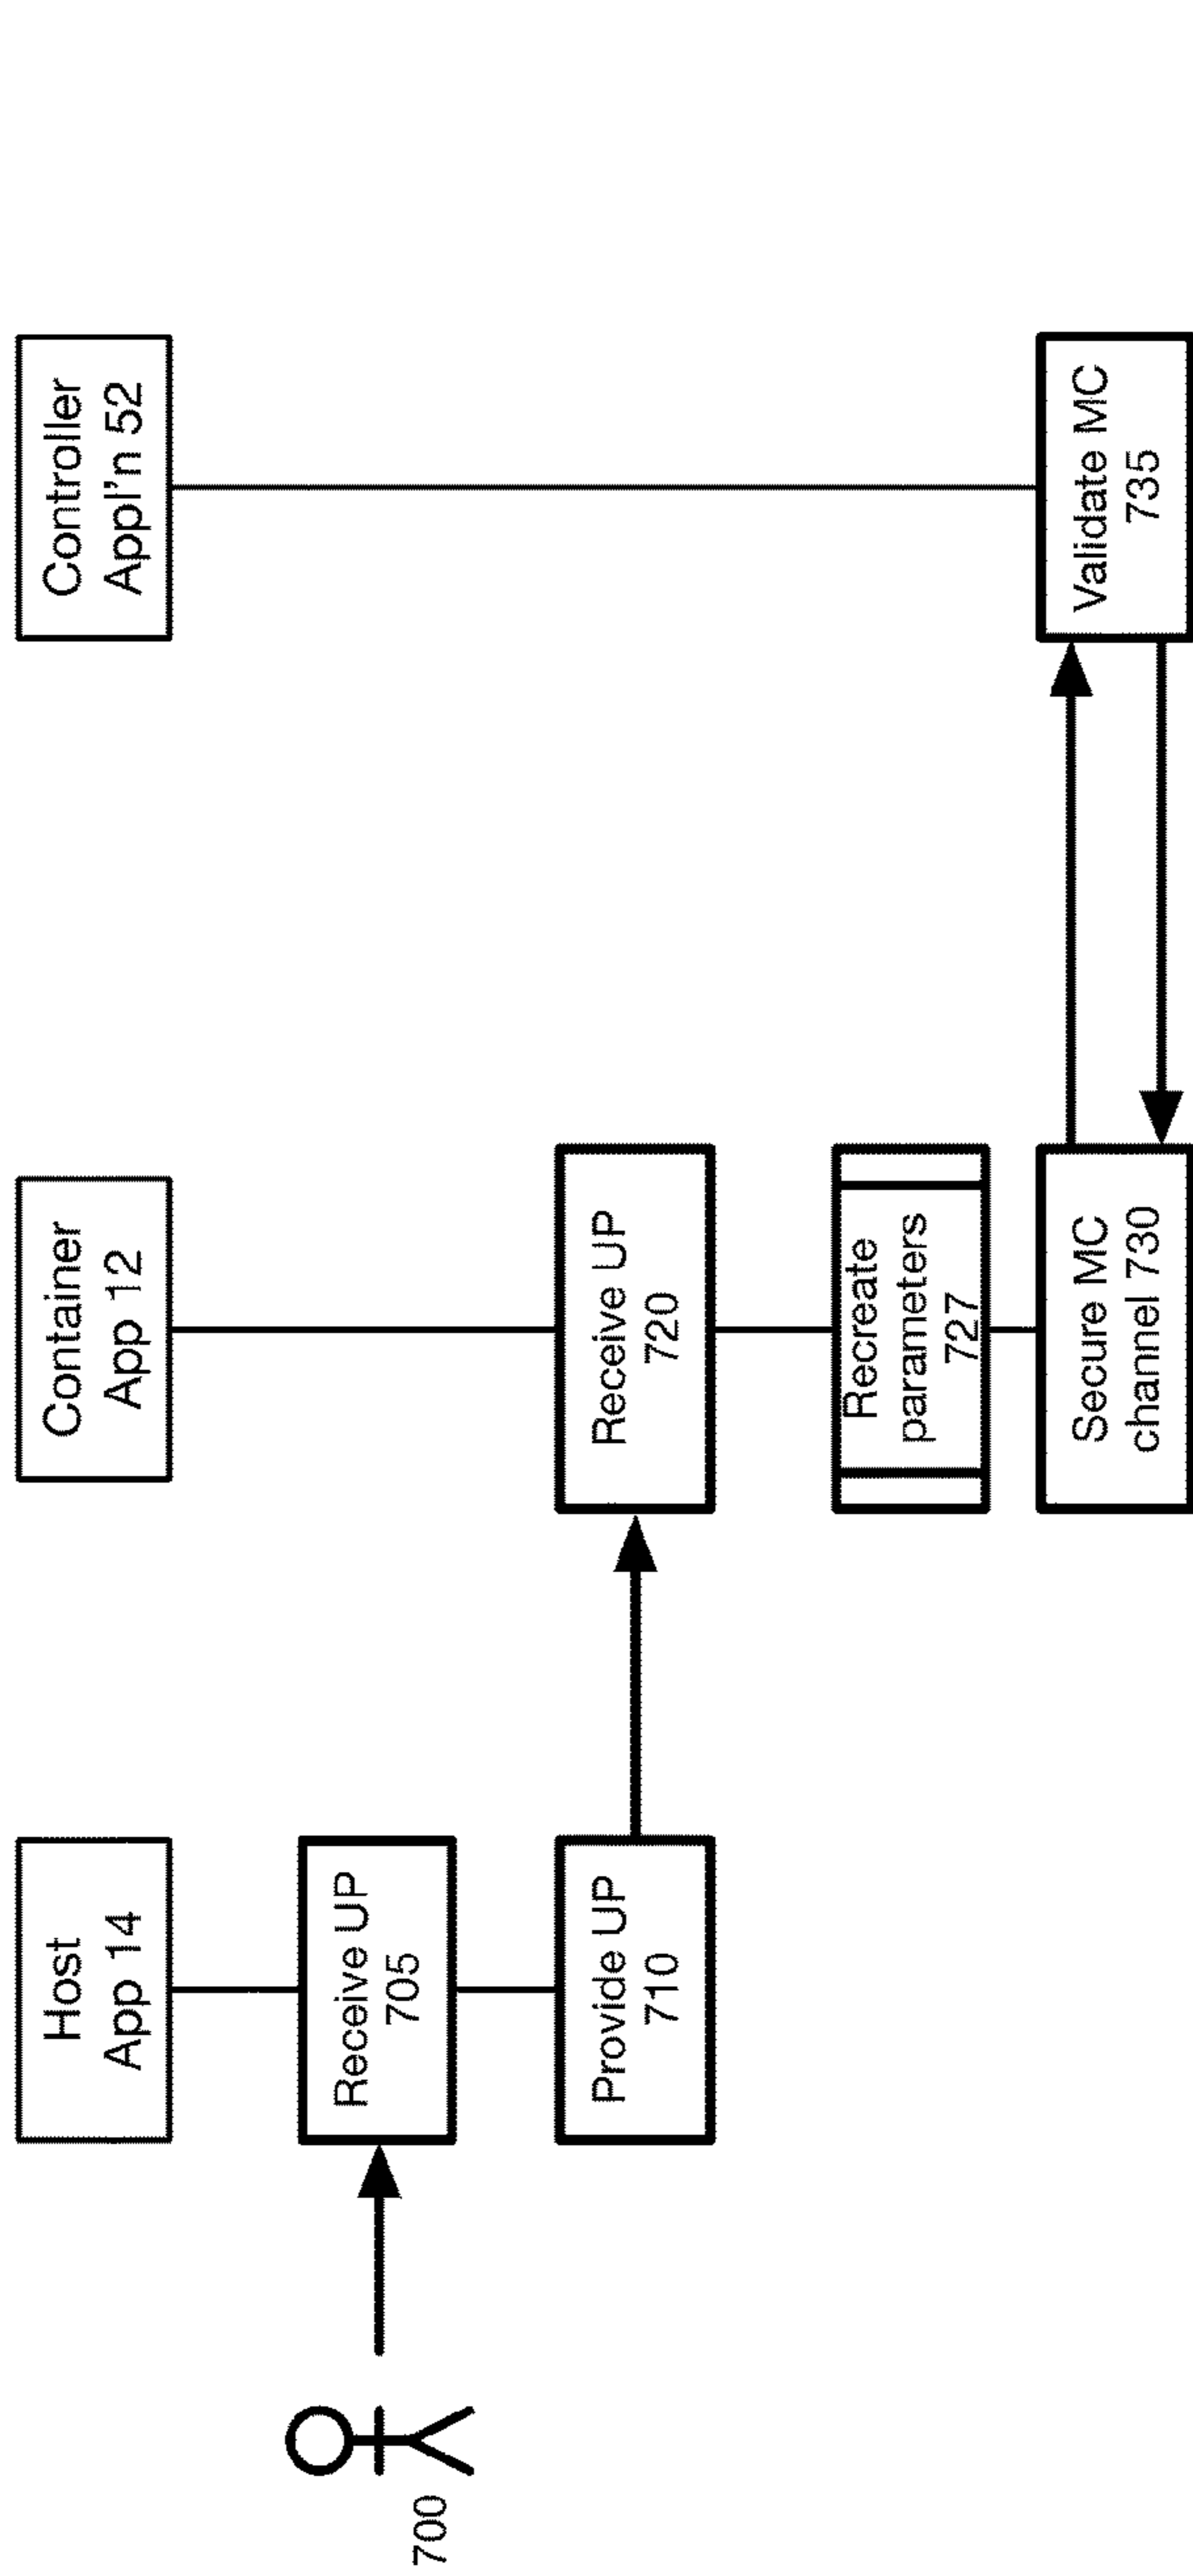 Host
App 14
Container
App 12
Controller
Appl'n 52
700
Receive UP
705
Provide UP
710
Receive UP
720
Recreate
parameters
727
Secure MC
channel 730
Validate MC
735